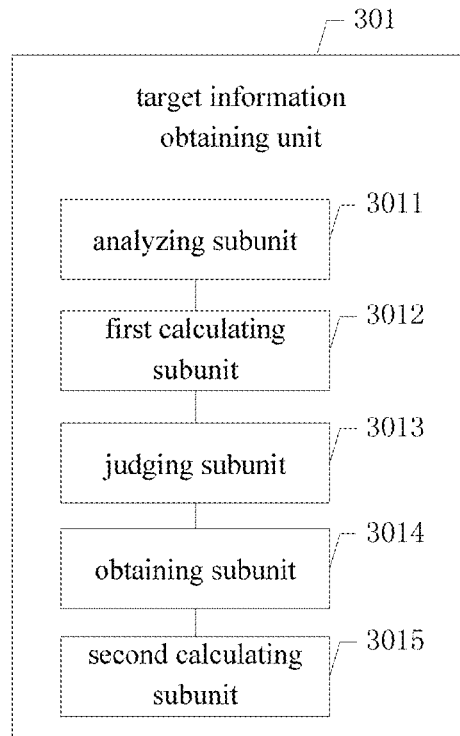 301
target information
obtaining unit
3011
analyzing subunit
3012
first calculating
subunit
3013
judging subunit
3014
obtaining subunit
3015
second calculating
subunit